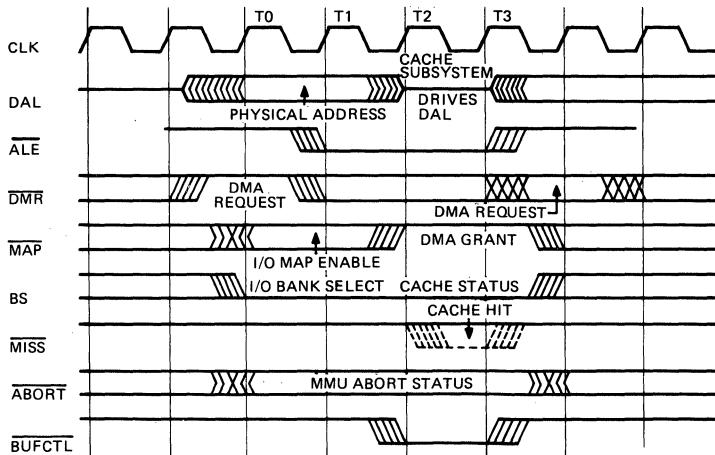 T0 T1 T2 T3
CLK
CACHE
SUBSYSTEM
DAL
DRIVES
DAL
PHYSICAL ADDRESS
ALE
DMR
DMA
REQUEST
DMA REQUEST
MAP
DMA GRANT
I/O MAP ENABLE
BS
I/O BANK SELECT CACHE STATUS
CACHE HIT
MISS
ABORT
MMU ABORT STATUS
BUFCTL